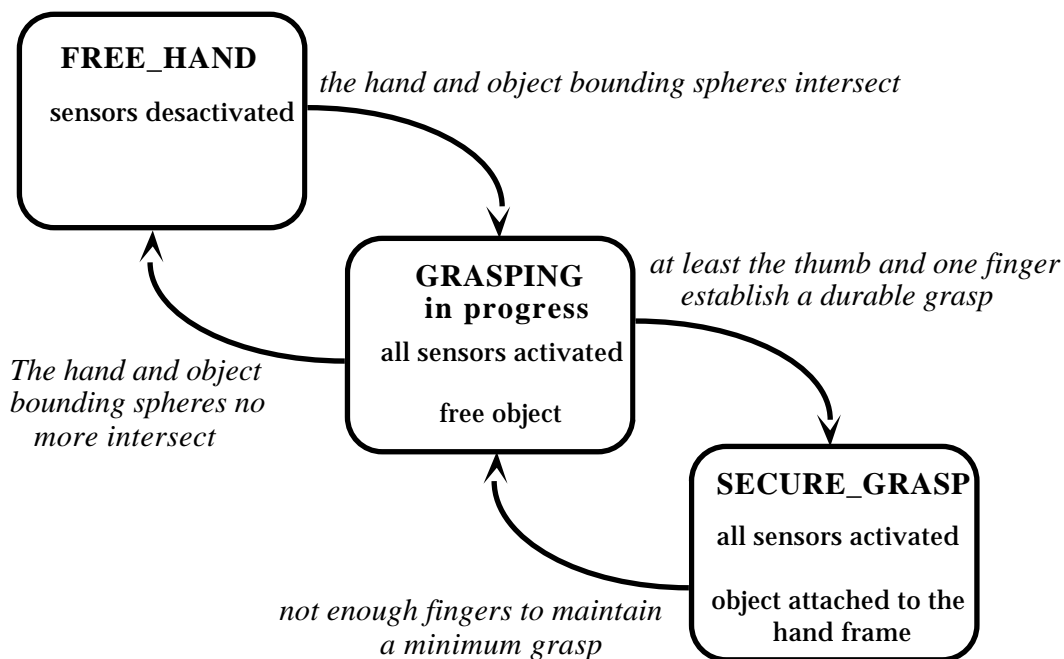 FREE_HAND
sensors desactivated
the hand and object bounding spheres intersect
GRASPING
in progress
all sensors activated
free object
at least the thumb and one finger
establish a durable grasp
The hand and object
bounding spheres no
more intersect
SECURE_GRASP
all sensors activated
object attached to the
hand frame
not enough fingers to maintain
a minimum grasp